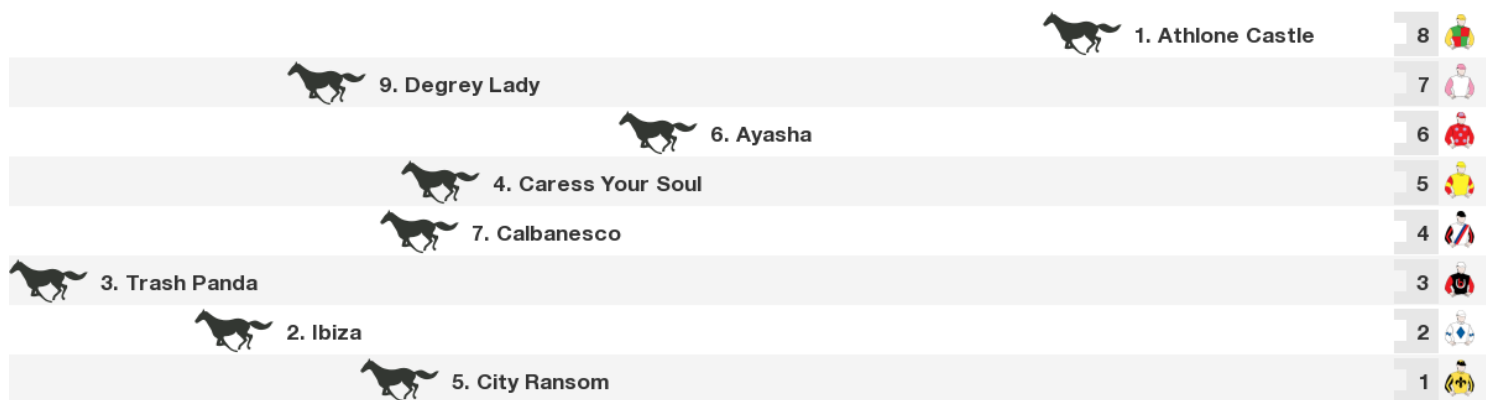 1. Athlone Castle 8
9. Degrey Lady 7
6. Ayasha 6
4. Caress Your Soul 5
7. Calbanesco 4
3. Trash Panda 3
2. Ibiza 2
5. City Ransom 1